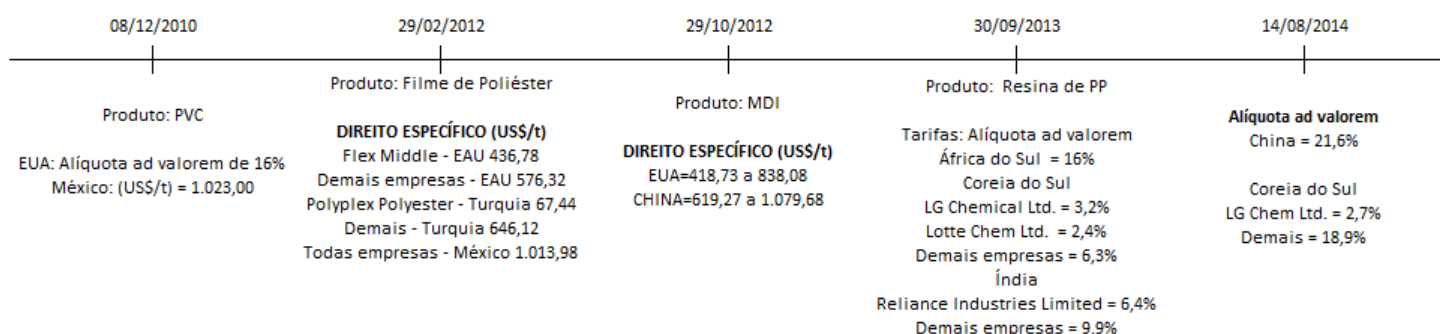 08/12/2010
29/02/2012
29/10/2012
30/09/2013
14/08/2014
Produto: PVC
EUA: Alíquota ad valorem de 16%
México: (US$/t) = 1.023,00
Produto: Filme de Poliéster
DIREITO ESPECÍFICO (US$/t)
Flex Middle - EAU 436,78
Demais empresas - EAU 576,32
Polyplex Polyester - Turquia 67,44
Demais - Turquia 646,12
Todas empresas - México 1.013,98
Produto: MDI
DIREITO ESPECÍFICO (US$/t)
EUA=418,73 a 838,08
CHINA=619,27 a 1.079,68
Produto: Resina de PP
Tarifas: Alíquota ad valorem
África do Sul = 16%
Coreia do Sul
LG Chemical Ltd. = 3,2%
Lotte Chem Ltd. = 2,4%
Demais empresas = 6,3%
Índia
Reliance Industries Limited = 6,4%
Demais empresas = 9,9%
Alíquota ad valorem
China = 21,6%
Coreia do Sul
LG Chem Ltd. = 2,7%
Demais = 18,9%